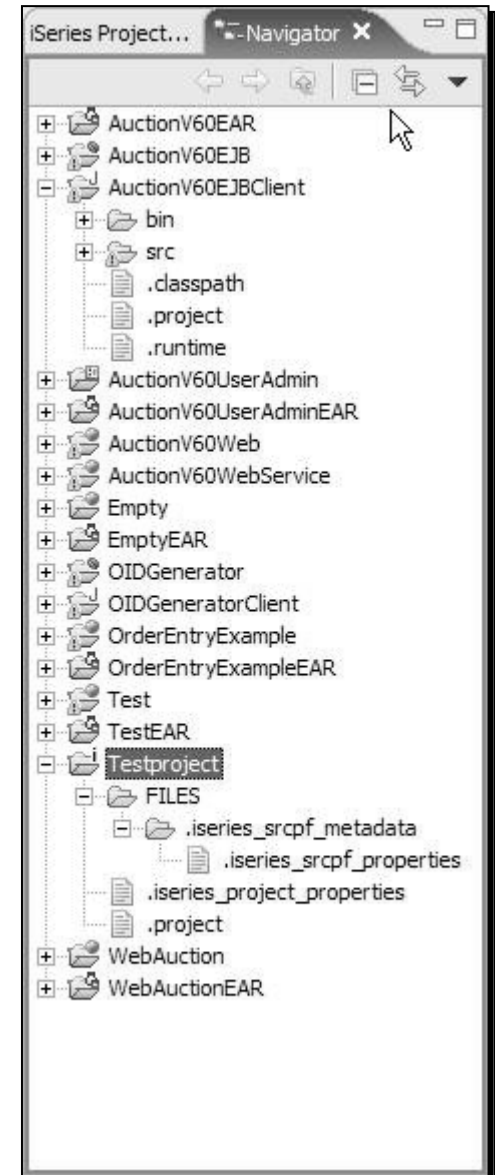 iSeries Project... Navigator
AuctionV60EAR
AuctionV60EJB
AuctionV60EJBClient
bin
src
.classpath
.project
.runtime
AuctionV60UserAdmin
AuctionV60UserAdminEAR
AuctionV60Web
AuctionV60WebService
Empty
EmptyEAR
OIDGenerator
OIDGeneratorClient
OrderEntryExample
OrderEntryExampleEAR
Test
TestEAR
Testproject
FILES
.iseries_srcpf_metadata
.iseries_srcpf_properties
.iseries_project_properties
.project
WebAuction
WebAuctionEAR